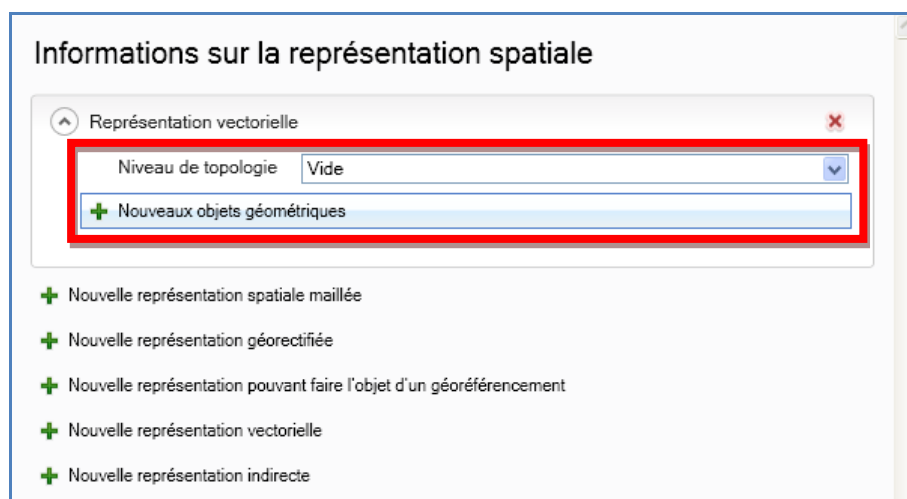 Informations sur la représentation spatiale
Représentation vectorielle
Niveau de topologie Vide
Nouveaux objets géométriques
Nouvelle représentation spatiale maillée
Nouvelle représentation géorectifiée
Nouvelle représentation pouvant faire l'objet d'un géoréférencement
Nouvelle représentation vectorielle
Nouvelle représentation indirecte